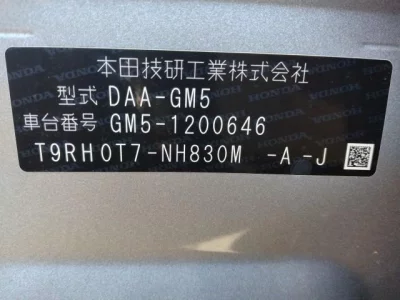 本田技研工業株式会社
型式 DAA-GM5
車台番号 GM5-1200646
T9RH0T7-NH830M -A-J